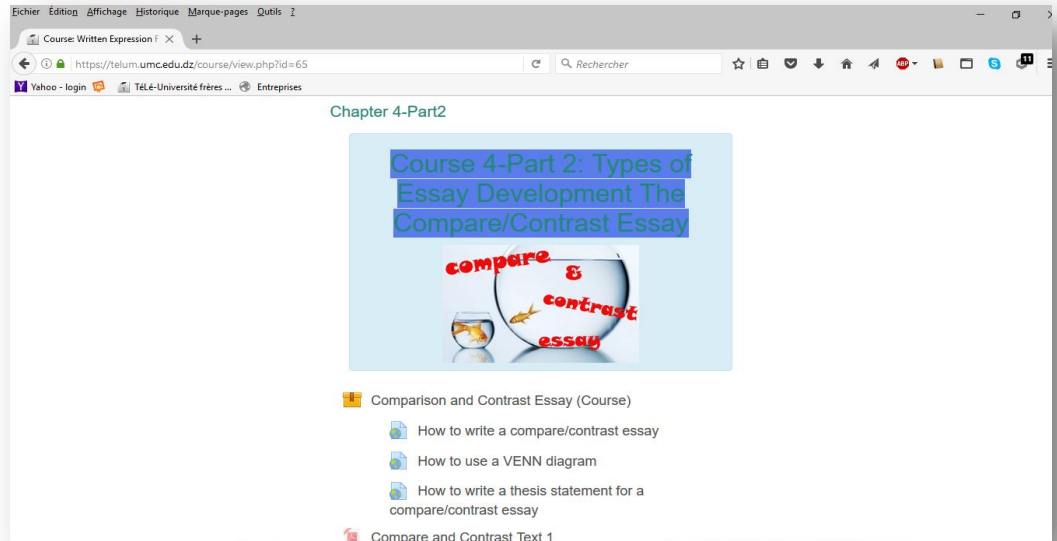 Fichier Édition Affichage Historique Marque-pages Outils ?
Course: Written Expression
https://telum.umc.edu.dz/course/view.php?id=65
Rechercher
ABP
11
Yahoo - login
TéLé-Université frères ...
Entreprises
Chapter 4-Part2
Course 4-Part 2: Types of
Essay Development The
Compare/Contrast Essay
compare
&
contrast
essay
Comparison and Contrast Essay (Course)
How to write a compare/contrast essay
How to use a VENN diagram
How to write a thesis statement for a
compare/contrast essay
Compare and Contrast Text 1